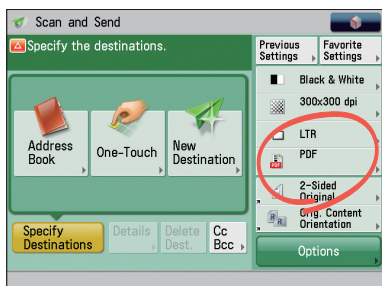 Scan and Send
Specify the destinations.
Previous Settings
Favorite Settings
Black & White
300x300 dpi
LTR
PDF
2-Sided
Original
Orig. Content
Orientation
Options
Address
Book
One-Touch
New
Destination
Specify
Destinations
Details
Delete
Dest.
Cc
Bcc